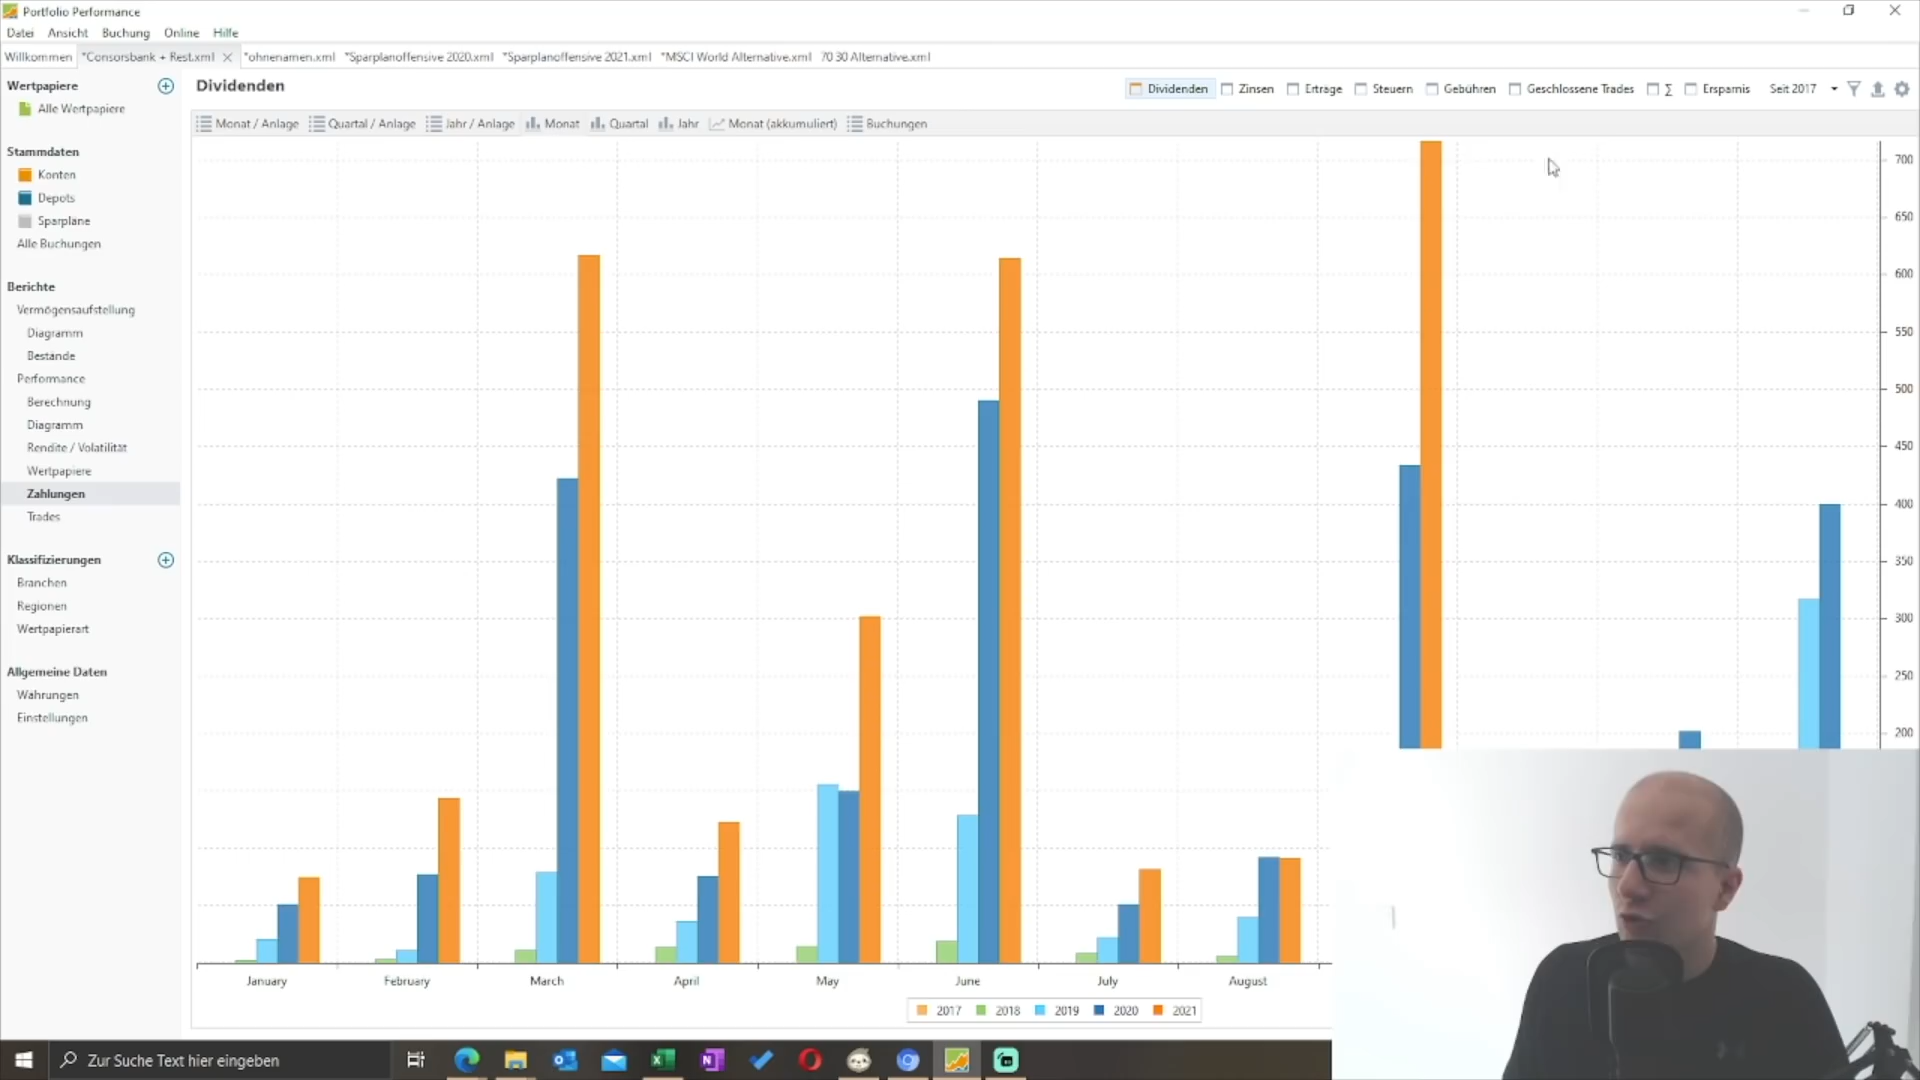 Portfolio Performance
Datei Ansicht Buchung Online Hilfe
Willkommen *Consorsbank + Rest.xml *ohnenamen.xml *Sparplanoffensive 2020.xml *Sparplanoffensive 2021.xml *MSCI World Alternative.xml 70 30 Alternative.xml
Wertpapiere
Alle Wertpapiere
Stammdaten
Konten
Depots
Sparpläne
Alle Buchungen
Berichte
Vermögensaufstellung
Diagramm
Bestände
Performance
Berechnung
Diagramm
Rendite / Volatilität
Wertpapiere
Zahlungen
Trades
Klassifizierungen
Branchen
Regionen
Wertpapierart
Allgemeine Daten
Währungen
Einstellungen
Dividenden
Dividenden Zinsen Erträge Steuern Gebühren Geschlossene Trades Σ Ersparnis Seit 2017
Monat / Anlage Quartal / Anlage Jahr / Anlage Monat Quartal Jahr Monat (akkumuliert) Buchungen
700
650
600
550
500
450
400
350
300
250
200
January February March April May June July August
2017 2018 2019 2020 2021
Zur Suche Text hier eingeben